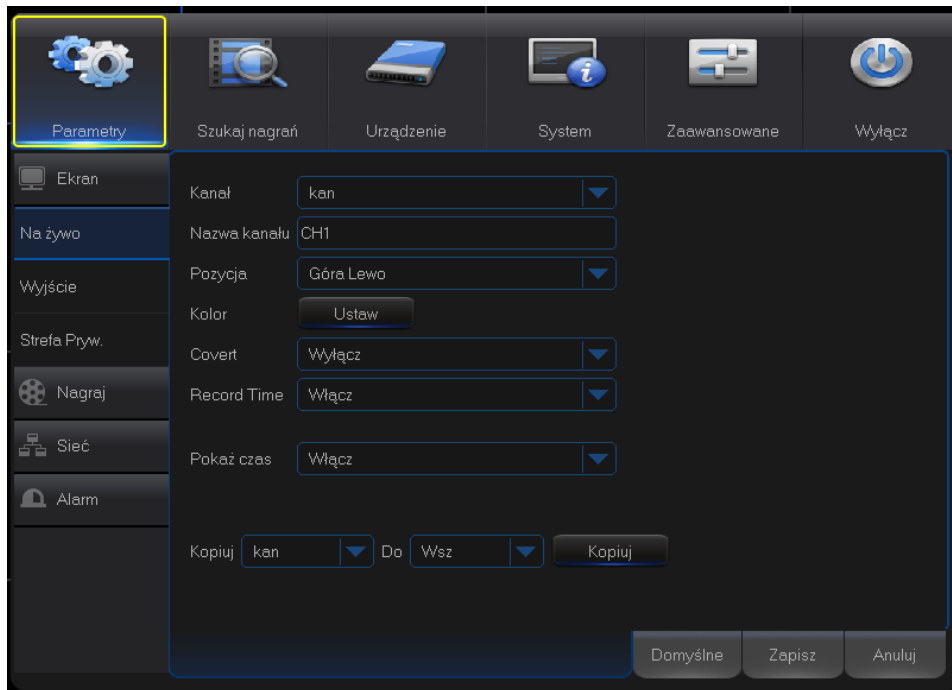 Parametry Szukaj nagrań Urządzenie System Zaawansowane Wyłącz
Ekran
Na żywo
Wyjście
Strefa Pryw.
Nagraj
Sieć
Alarm
Kanał kan
Nazwa kanału CH1
Pozycja Góra Lewo
Kolor Ustaw
Covert Wyłącz
Record Time Włącz
Pokaż czas Włącz
Kopiuj kan Do Wsz Kopiuj
Domyślne Zapisz Anuluj